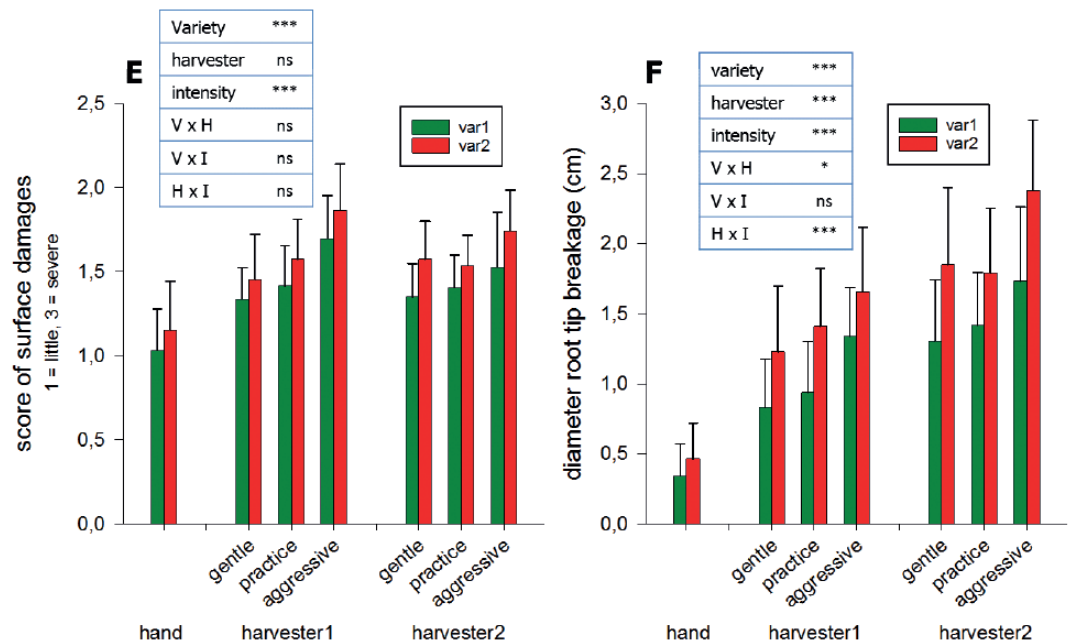 E
Variety ***
harvester ns
intensity ***
V x H ns
V x I ns
H x I ns
var1
var2
score of surface damages
1 = little, 3 = severe
2,5
2,0
1,5
1,0
0,5
0,0
gentle
practice
aggressive
gentle
practice
aggressive
hand harvester1 harvester2
F
variety ***
harvester ***
intensity ***
V x H *
V x I ns
H x I ***
var1
var2
diameter root tip breakage (cm)
3,0
2,5
2,0
1,5
1,0
0,5
0,0
gentle
practice
aggressive
gentle
practice
aggressive
hand harvester1 harvester2